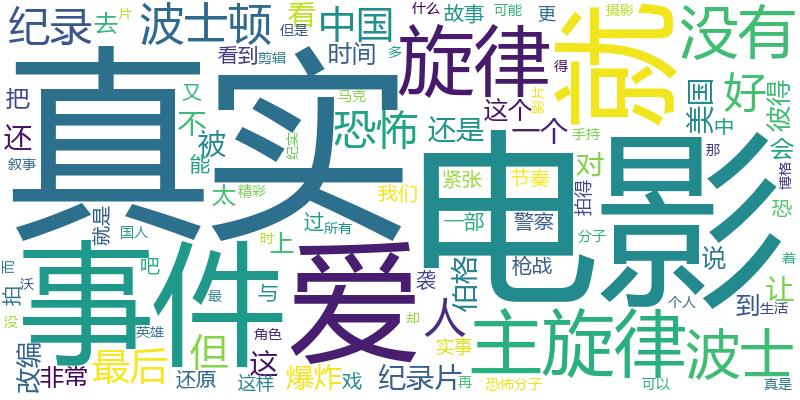 纪录 去 片 波士顿 但是 看 中国 什么 故事 可能 更 摄影 就 没有
看到 剪辑 时间 多 旋律 得
真实 电影
把 又 马克 这个 影片 美国 好 彼得
还 不 被 恐怖 还是 一个 手持 中 会
叙事 能 纪实 那 博格
太 精彩 我们 紧张 节奏 对 拍得 恐
就是 国人 过 所有 一部 警察
事件 时 上 爱 分子 说 着
而 吧 袭 伯格 枪战 让
拍 沃 最 与 人 个人 到 生活
没 英雄 角色 却 主旋律 波士
改编 非常 最后 但 这 实事
还原 这样 爆炸 戏 纪录片 再 恐怖分子 可以 真是